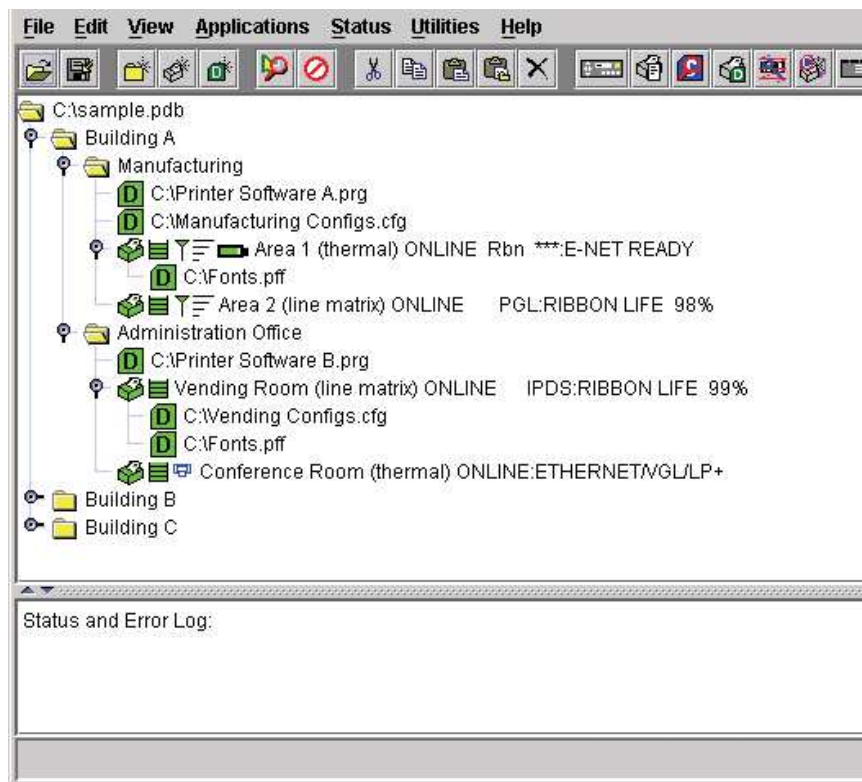 File Edit View Applications Status Utilities Help
C:\sample.pdb
Building A
Manufacturing
D C:\Printer Software A.prg
D C:\Manufacturing Configs.cfg
Area 1 (thermal) ONLINE Rbn ***:E-NET READY
D C:\Fonts.pff
Area 2 (line matrix) ONLINE PGL:RIBBON LIFE 98%
Administration Office
D C:\Printer Software B.prg
Vending Room (line matrix) ONLINE IPDS:RIBBON LIFE 99%
D C:\Vending Configs.cfg
D C:\Fonts.pff
Conference Room (thermal) ONLINE:ETHERNET/VGL/LP+
Building B
Building C
Status and Error Log: